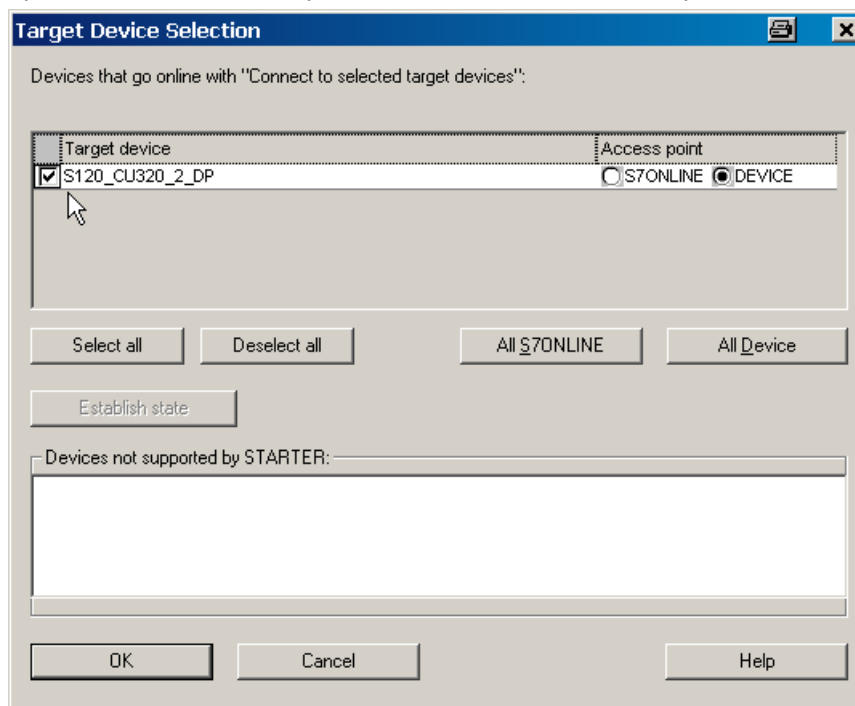 Target Device Selection
Devices that go online with "Connect to selected target devices":
Target device Access point
S120_CU320_2_DP S7ONLINE DEVICE
Select all Deselect all All S7ONLINE All Device
Establish state
Devices not supported by STARTER:
OK Cancel Help